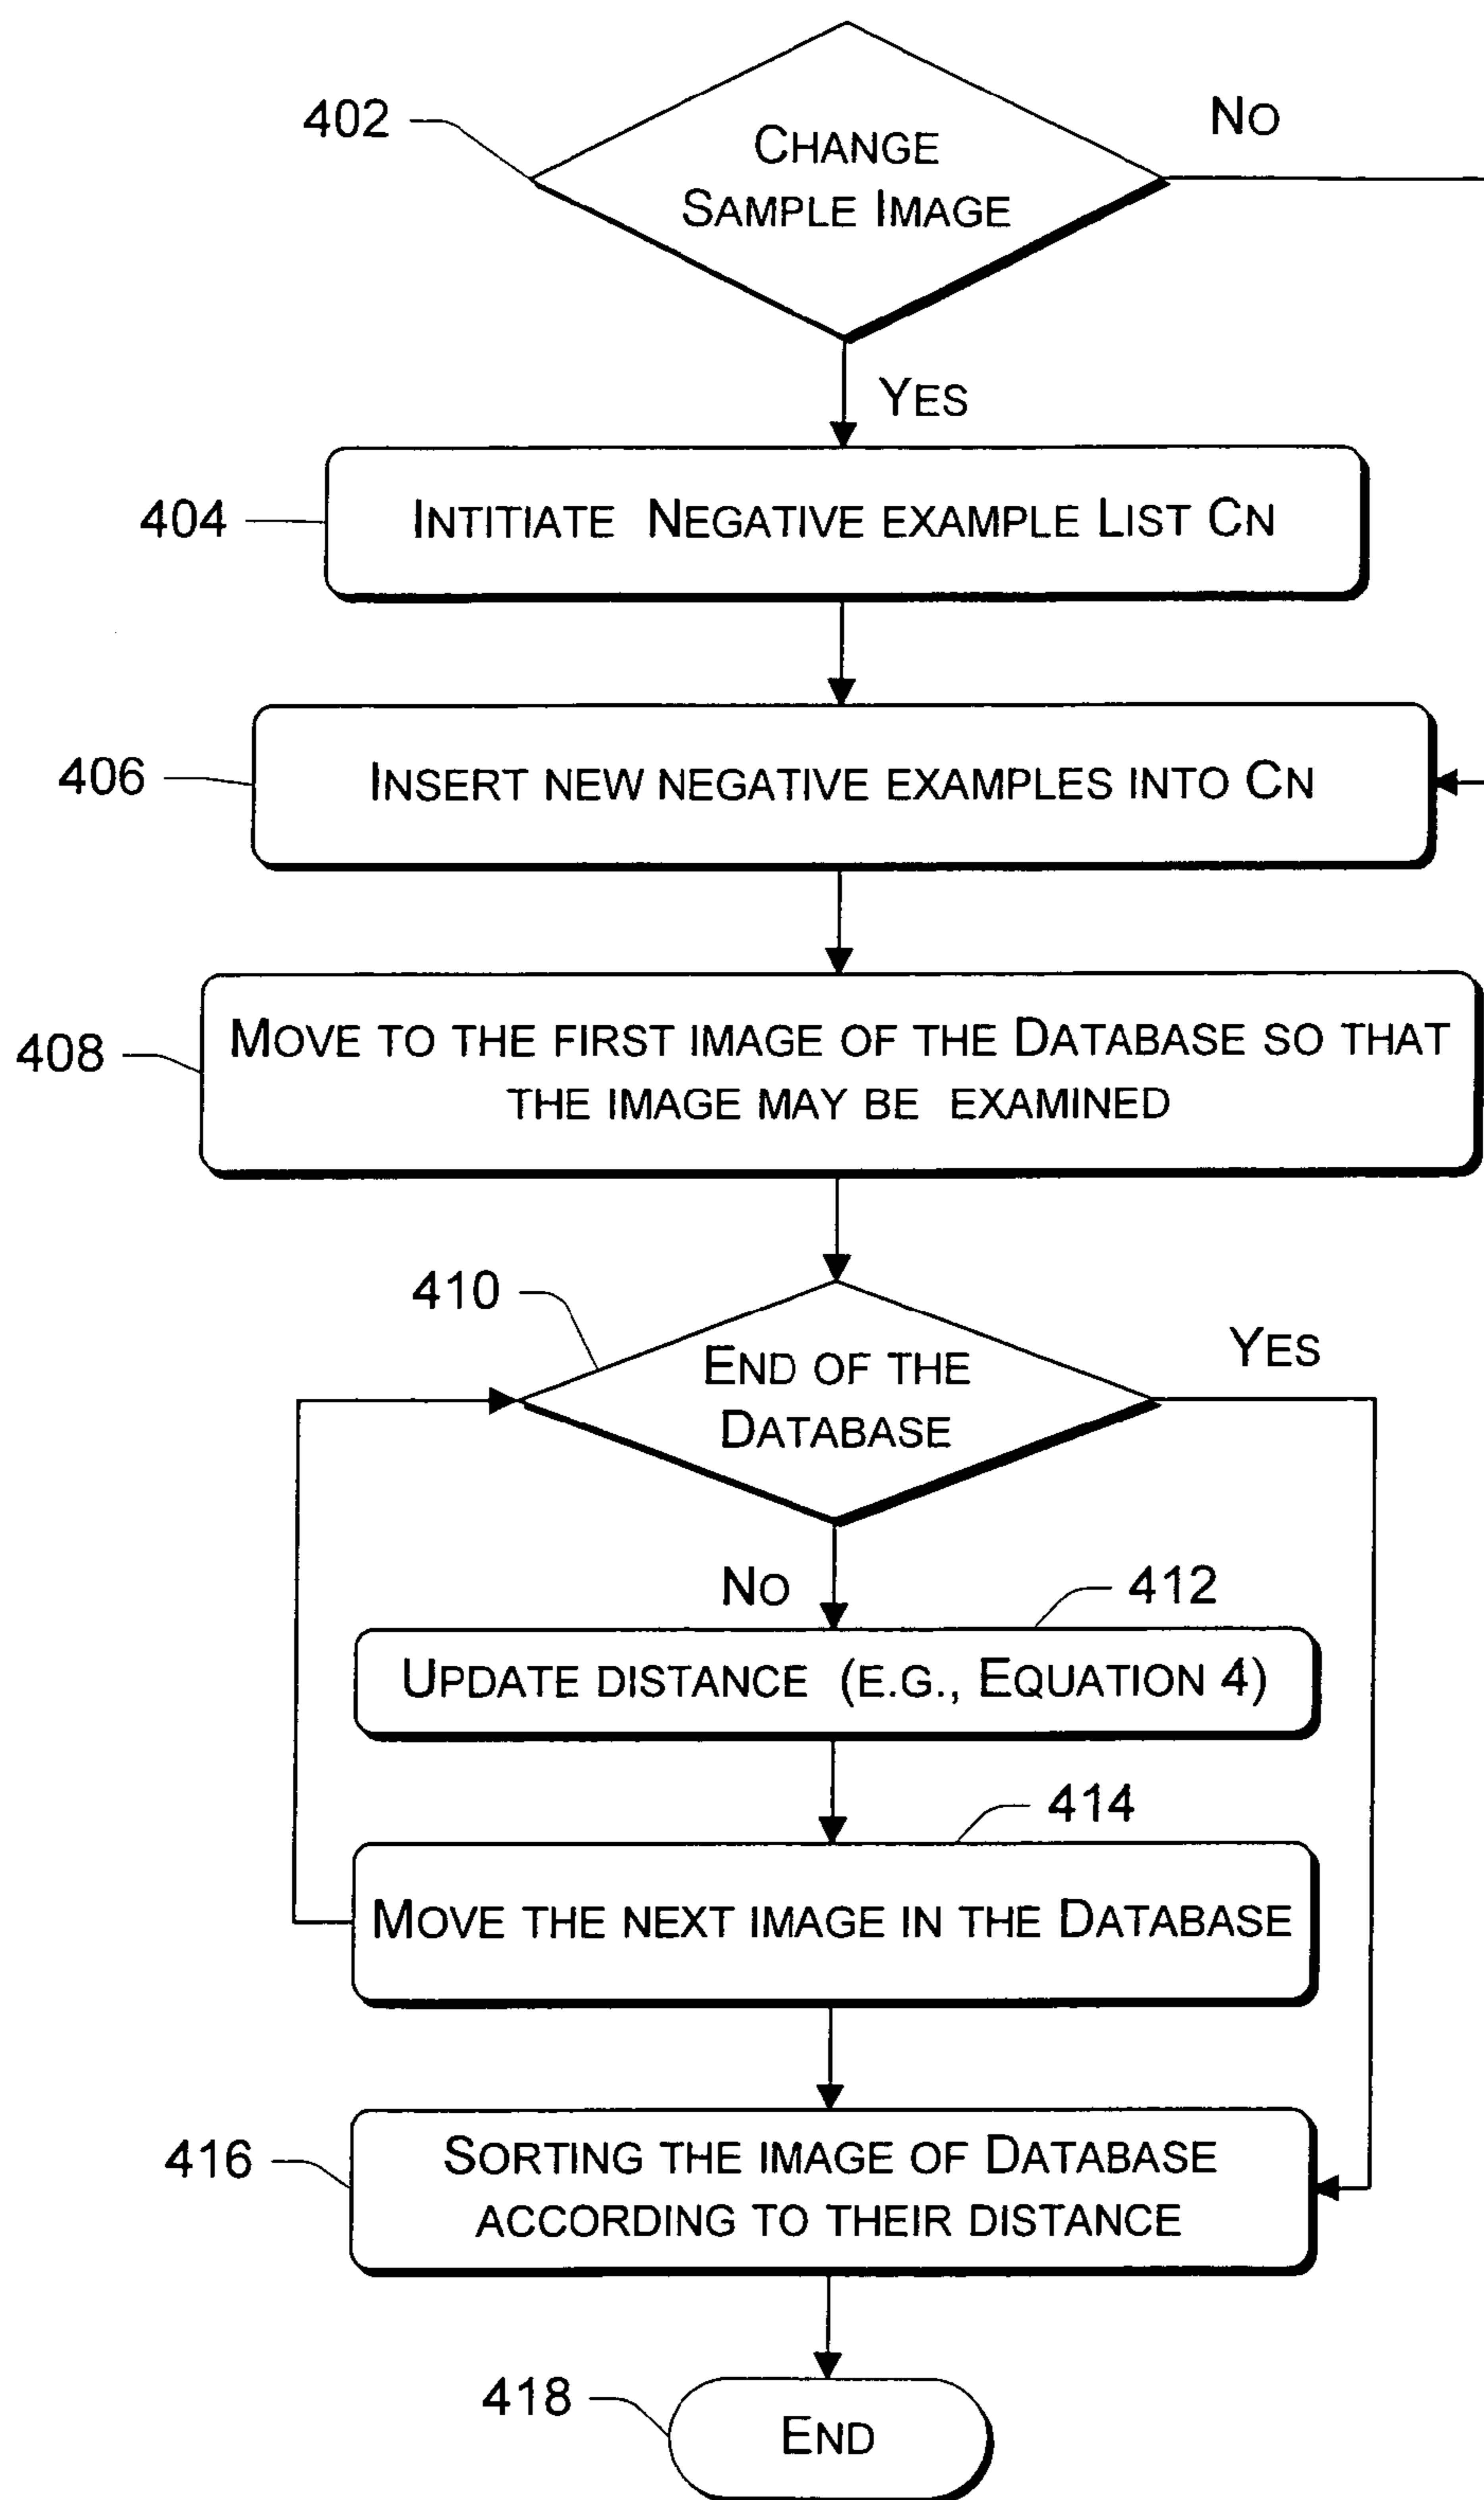 402
CHANGE
SAMPLE IMAGE
NO
YES
404
INTITIATE NEGATIVE EXAMPLE LIST CN
406
INSERT NEW NEGATIVE EXAMPLES INTO CN
408
MOVE TO THE FIRST IMAGE OF THE DATABASE SO THAT
THE IMAGE MAY BE EXAMINED
410
END OF THE
DATABASE
YES
NO
412
UPDATE DISTANCE (E.G., EQUATION 4)
414
MOVE THE NEXT IMAGE IN THE DATABASE
416
SORTING THE IMAGE OF DATABASE
ACCORDING TO THEIR DISTANCE
418
END